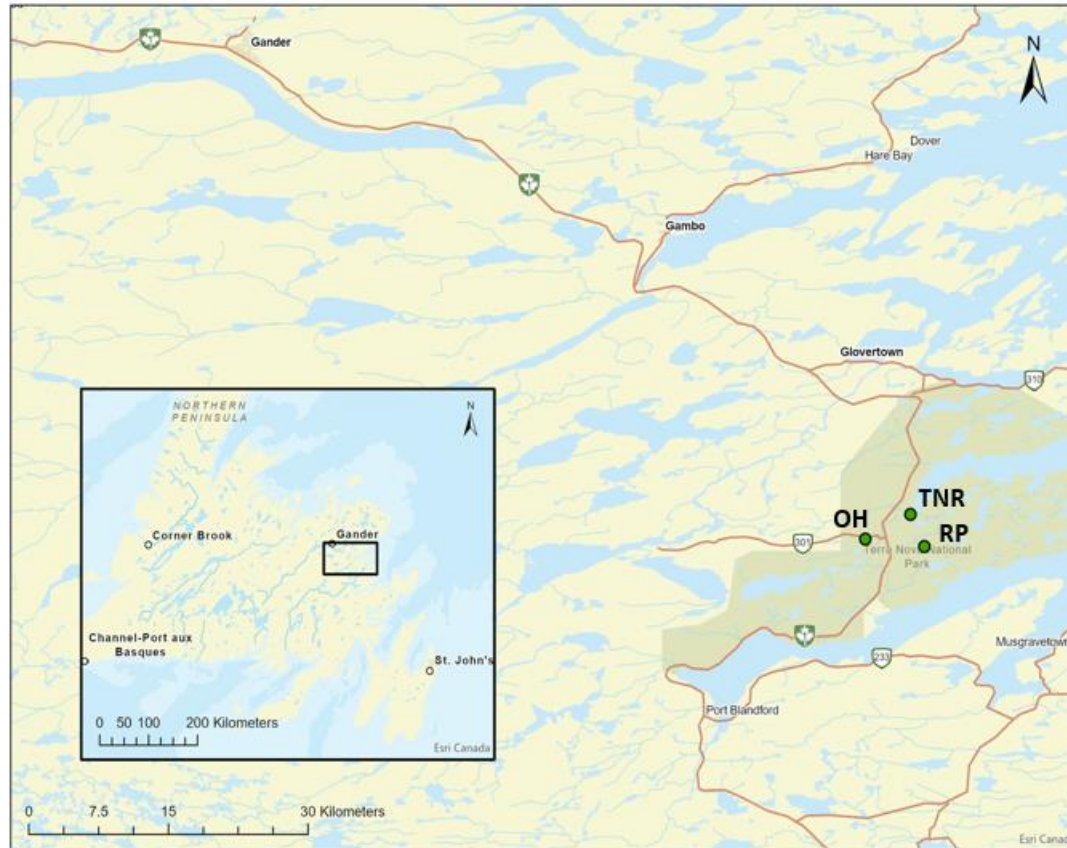 Gander
N
Dover
Hare Bay
Gambo
Glovertown
310
TNR
OH
RP
301
Terra Nova National
Park
Musgravetown
233
Port Blandford
NORTHERN
PENINSULA
N
Corner Brook
Gander
Channel-Port aux
Basques
St. John's
0 50 100 200 Kilometers
Esri Canada
0 7.5 15 30 Kilometers
Esri Canad